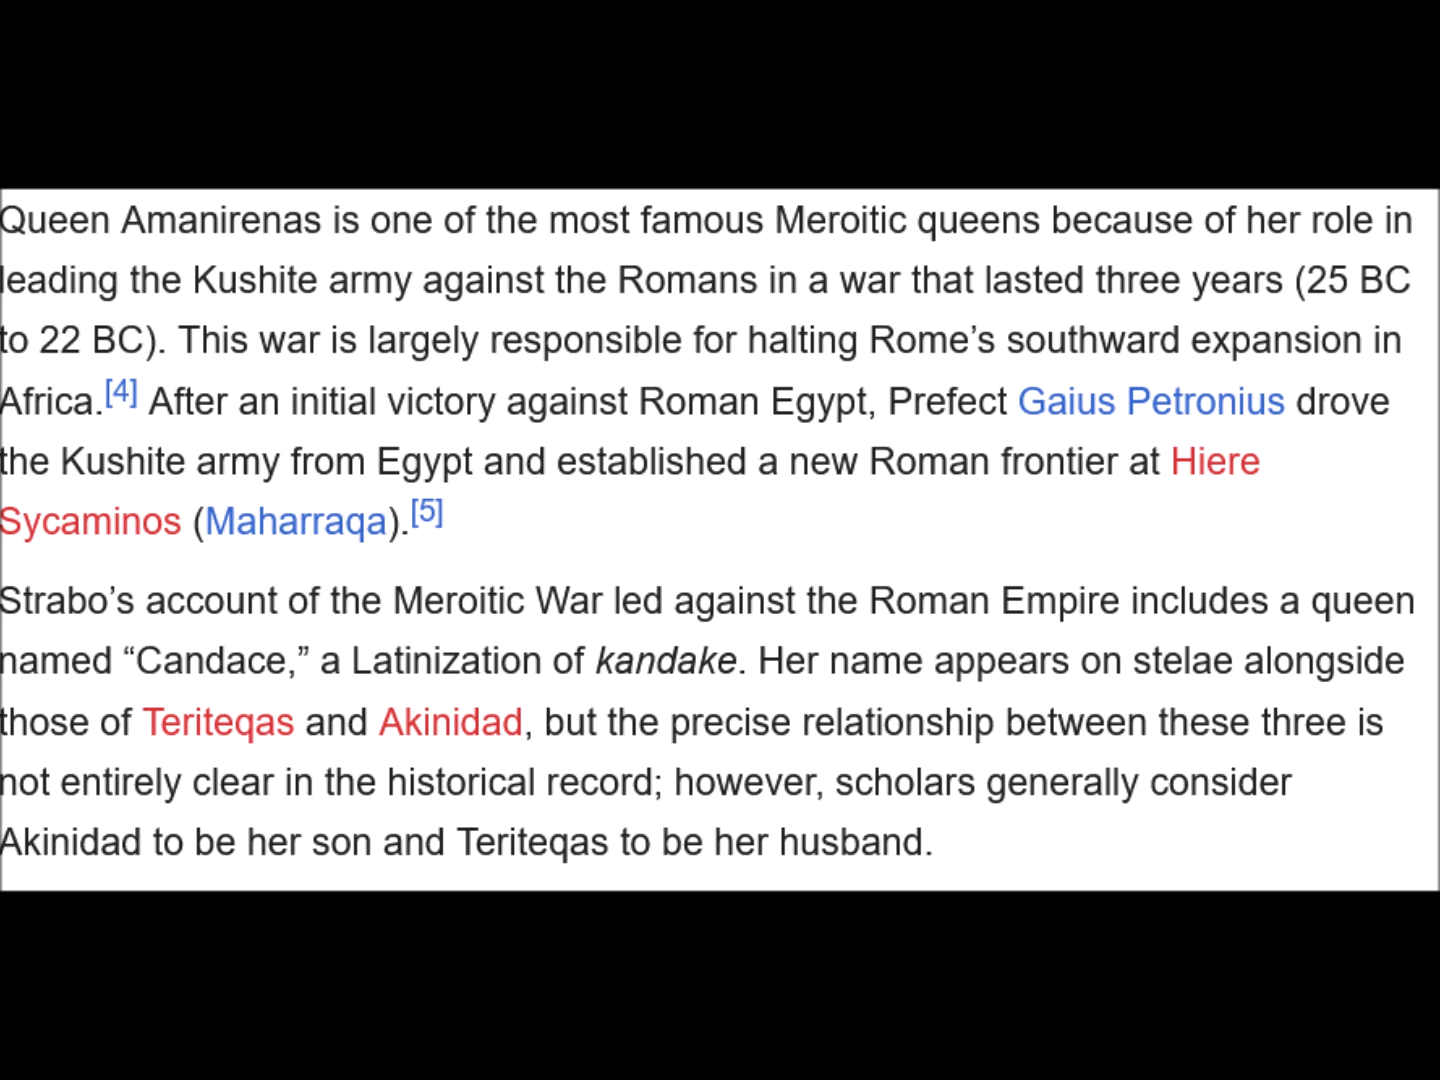 Queen Amanirenas is one of the most famous Meroitic queens because of her role in
leading the Kushite army against the Romans in a war that lasted three years (25 BC
to 22 BC). This war is largely responsible for halting Rome’s southward expansion in
Africa.[4] After an initial victory against Roman Egypt, Prefect Gaius Petronius drove
the Kushite army from Egypt and established a new Roman frontier at Hiere
Sycaminos (Maharraqa).[5]
Strabo’s account of the Meroitic War led against the Roman Empire includes a queen
named “Candace,” a Latinization of kandake. Her name appears on stelae alongside
those of Teriteqas and Akinidad, but the precise relationship between these three is
not entirely clear in the historical record; however, scholars generally consider
Akinidad to be her son and Teriteqas to be her husband.